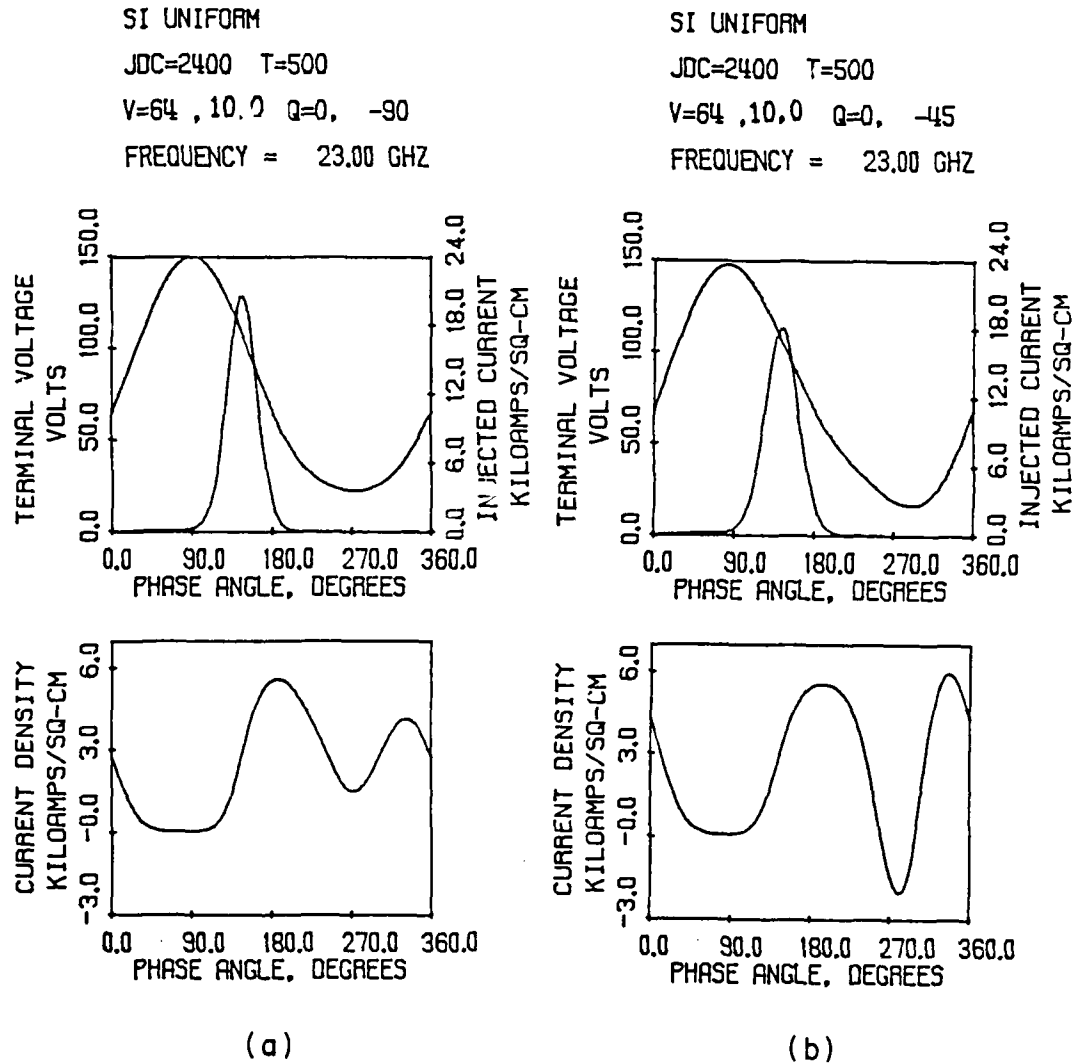 SI UNIFORM
JDC=2400 T=500
V=64 ,10.0 Q=0, -90
FREQUENCY = 23.00 GHZ
TERMINAL VOLTAGE
VOLTS
150.0
100.0
50.0
0.0
24.0
18.0
12.0
6.0
0.0
INJECTED CURRENT
KILOAMPS/SQ-CM
0.0 90.0 180.0 270.0 360.0
PHASE ANGLE, DEGREES
CURRENT DENSITY
KILOAMPS/SQ-CM
6.0
3.0
-0.0
-3.0
0.0 90.0 180.0 270.0 360.0
PHASE ANGLE, DEGREES
(a)
SI UNIFORM
JDC=2400 T=500
V=64 ,10.0 Q=0, -45
FREQUENCY = 23.00 GHZ
TERMINAL VOLTAGE
VOLTS
150.0
100.0
50.0
0.0
24.0
18.0
12.0
6.0
0.0
INJECTED CURRENT
KILOAMPS/SQ-CM
0.0 90.0 180.0 270.0 360.0
PHASE ANGLE, DEGREES
CURRENT DENSITY
KILOAMPS/SQ-CM
6.0
3.0
-0.0
-3.0
0.0 90.0 180.0 270.0 360.0
PHASE ANGLE, DEGREES
(b)